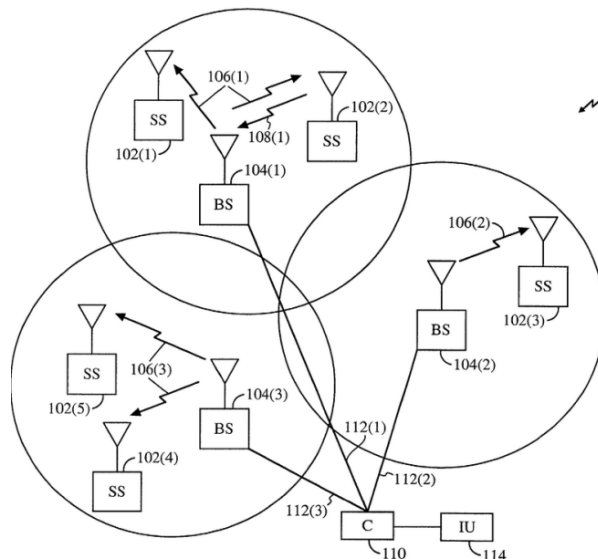 106(1)
SS
102(1)
108(1)
SS
102(2)
104(1)
BS
106(2)
SS
102(3)
BS
104(2)
SS
102(5)
106(3)
BS
104(3)
SS
102(4)
112(1)
112(2)
112(3)
C
110
IU
114